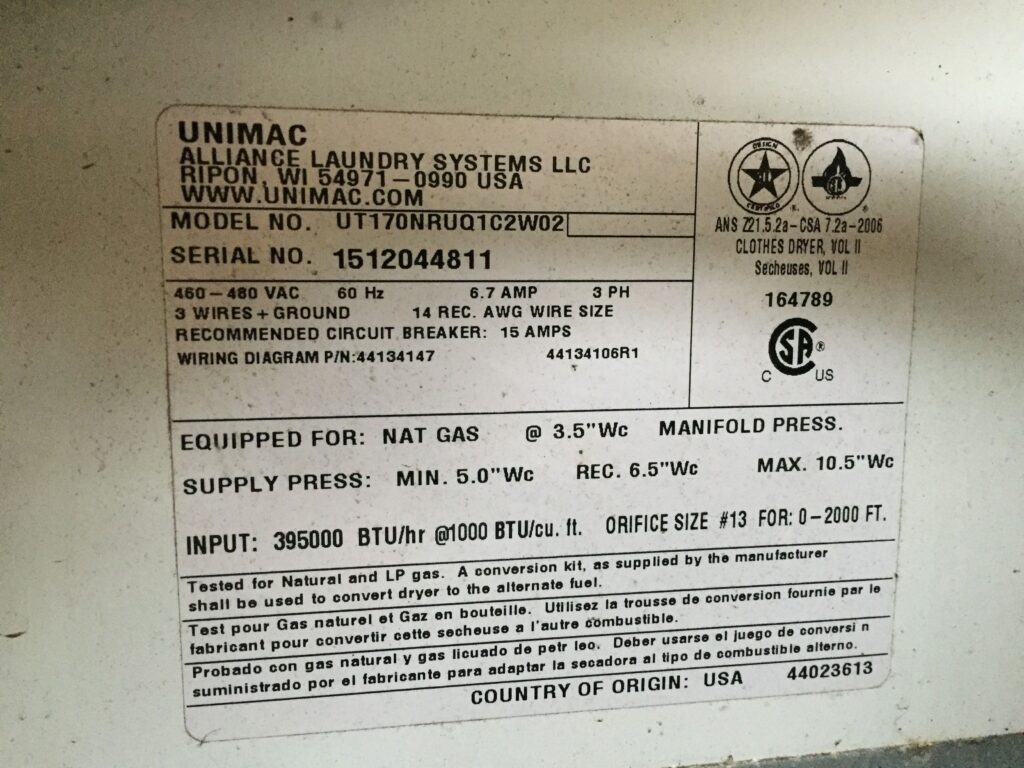 UNIMAC
ALLIANCE LAUNDRY SYSTEMS LLC
RIPON, WI 54971-0990 USA
WWW.UNIMAC.COM
MODEL NO. UT170NRUQ1C2W02
SERIAL NO. 1512044811
460-480 VAC 60 Hz 6.7 AMP 3 PH
3 WIRES + GROUND 14 REC. AWG WIRE SIZE
RECOMMENDED CIRCUIT BREAKER: 15 AMPS
WIRING DIAGRAM P/N:44134147 44134106R1
DESIGN
CERTIFIED
®
®
ANS Z21.5.2a-CSA 7.2a-2006
CLOTHES DRYER, VOL II
Secheuses, VOL II
164789
CSA ®
C US
EQUIPPED FOR: NAT GAS @ 3.5"Wc MANIFOLD PRESS.
SUPPLY PRESS: MIN. 5.0"Wc REC. 6.5"Wc MAX. 10.5"Wc
INPUT: 395000 BTU/hr @1000 BTU/cu. ft. ORIFICE SIZE #13 FOR: 0-2000 FT.
Tested for Natural and LP gas. A conversion kit, as supplied by the manufacturer
shall be used to convert dryer to the alternate fuel.
Test pour Gas naturel et Gaz en bouteille. Utilisez la trousse de conversion fournie par le
fabricant pour convertir cette secheuse a l'autre combustible.
Probado con gas natural y gas licuado de petr leo. Deber usarse el juego de conversi n
suministrado por el fabricante para adaptar la secadora al tipo de combustible alterno.
COUNTRY OF ORIGIN: USA 44023613